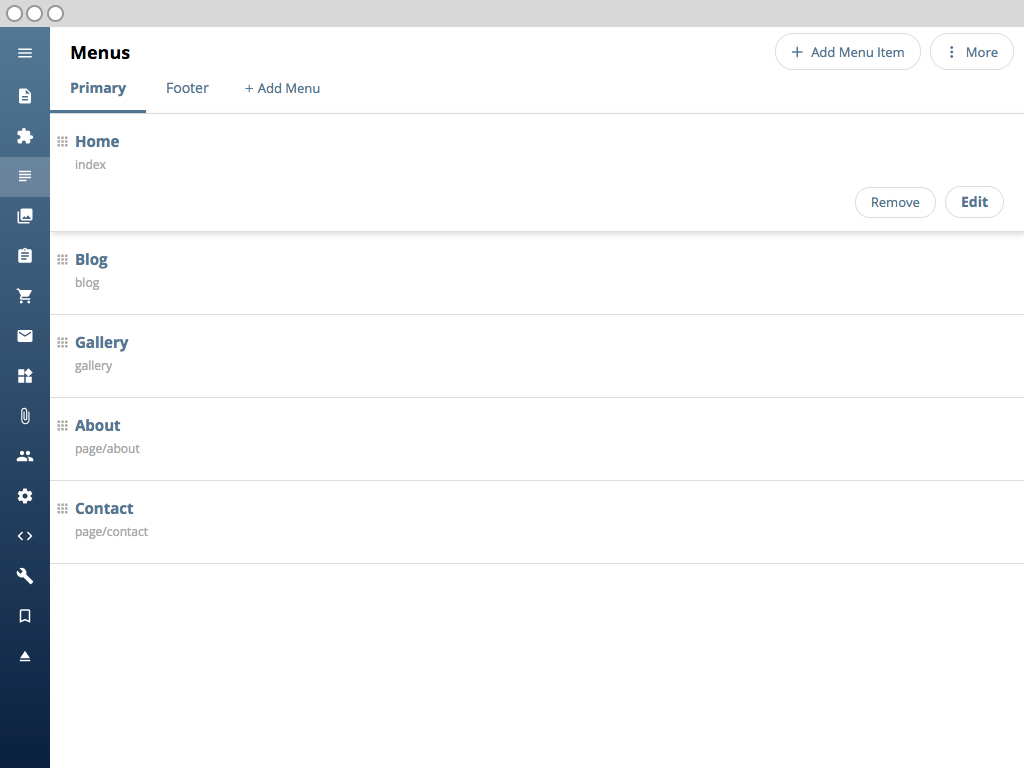 Menus
+ Add Menu Item
More
Primary
Footer
+ Add Menu
Home
index
Remove
Edit
Blog
blog
Gallery
gallery
About
page/about
Contact
page/contact